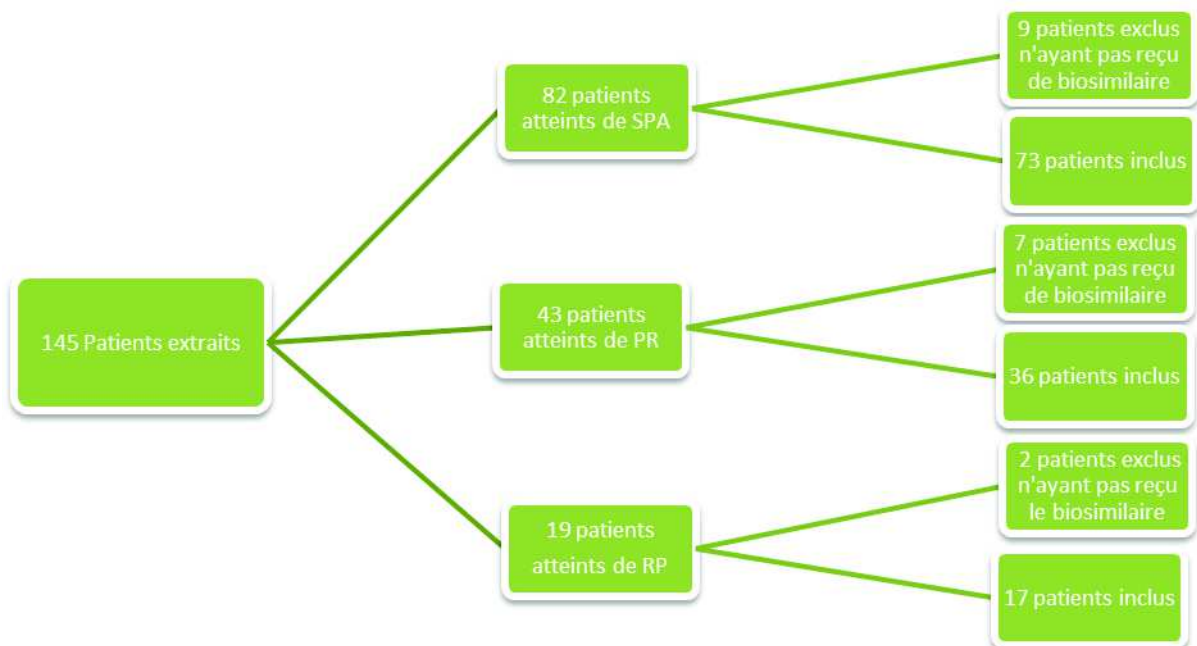 145 Patients extraits
82 patients
atteints de SPA
9 patients exclus
n'ayant pas reçu
de biosimilaire
73 patients inclus
43 patients
atteints de PR
7 patients exclus
n'ayant pas reçu
de biosimilaire
36 patients inclus
19 patients
atteints de RP
2 patients exclus
n'ayant pas reçu
le biosimilaire
17 patients inclus